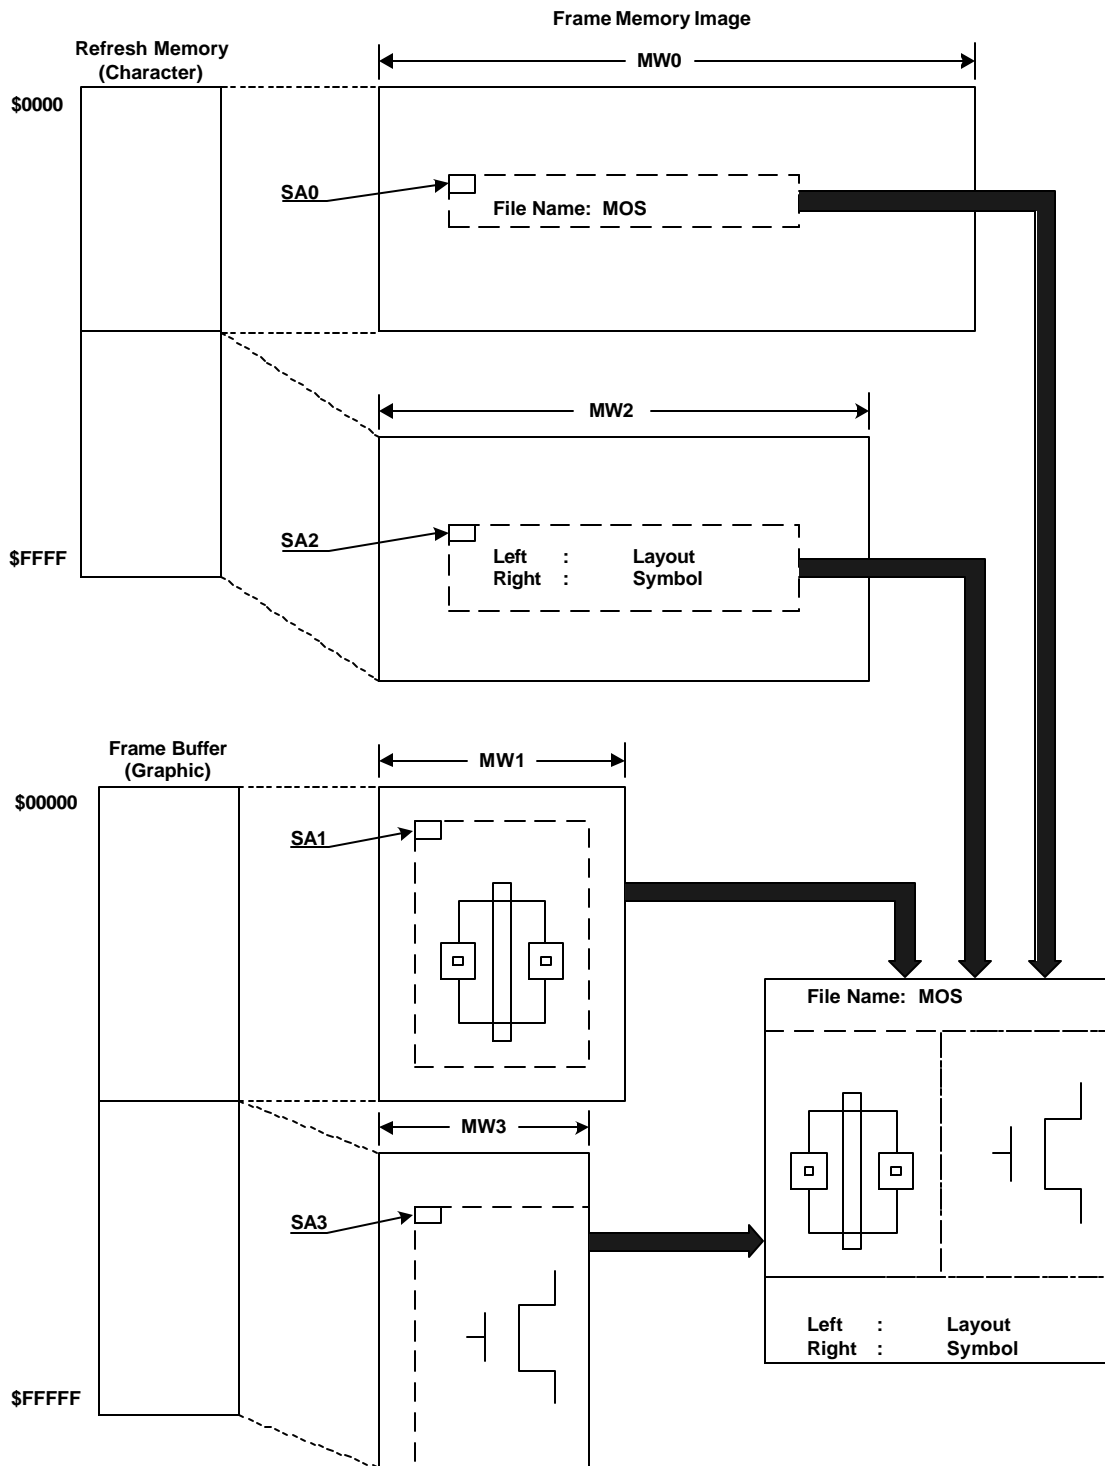 Frame Memory Image
Refresh Memory
(Character)
MW0
$0000
SA0
File Name: MOS
MW2
SA2
$FFFF
Left : Layout
Right : Symbol
Frame Buffer
(Graphic)
MW1
$00000
SA1
File Name: MOS
MW3
SA3
Left : Layout
Right : Symbol
$FFFFF